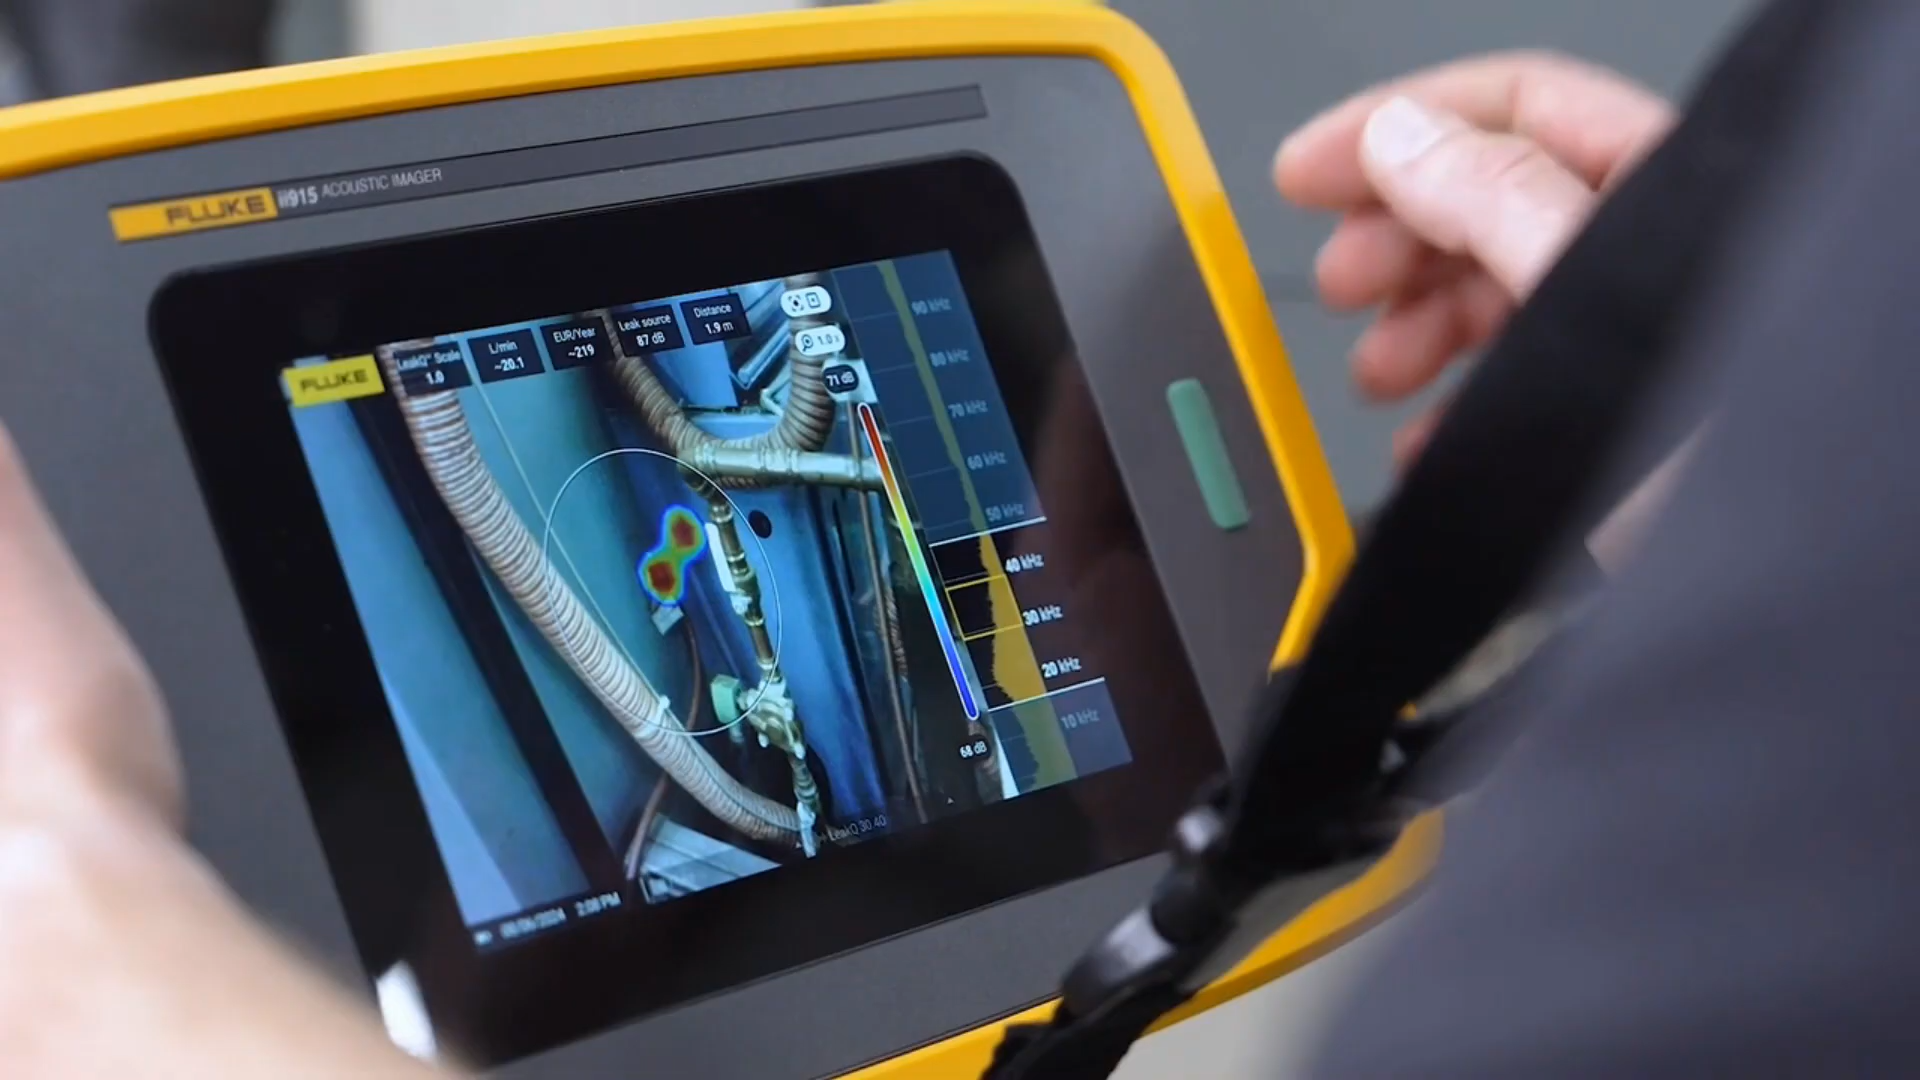 FLUKE ii915 ACOUSTIC IMAGER
FLUKE
LeakQ™ Scale
1.0
L/min
~20.1
EUR/Year
~219
Leak source
87 dB
Distance
1.9 m
1.0 x
71 dB
90 kHz
80 kHz
70 kHz
60 kHz
50 kHz
40 kHz
30 kHz
20 kHz
10 kHz
68 dB
LeakQ 30 40
2:08 PM